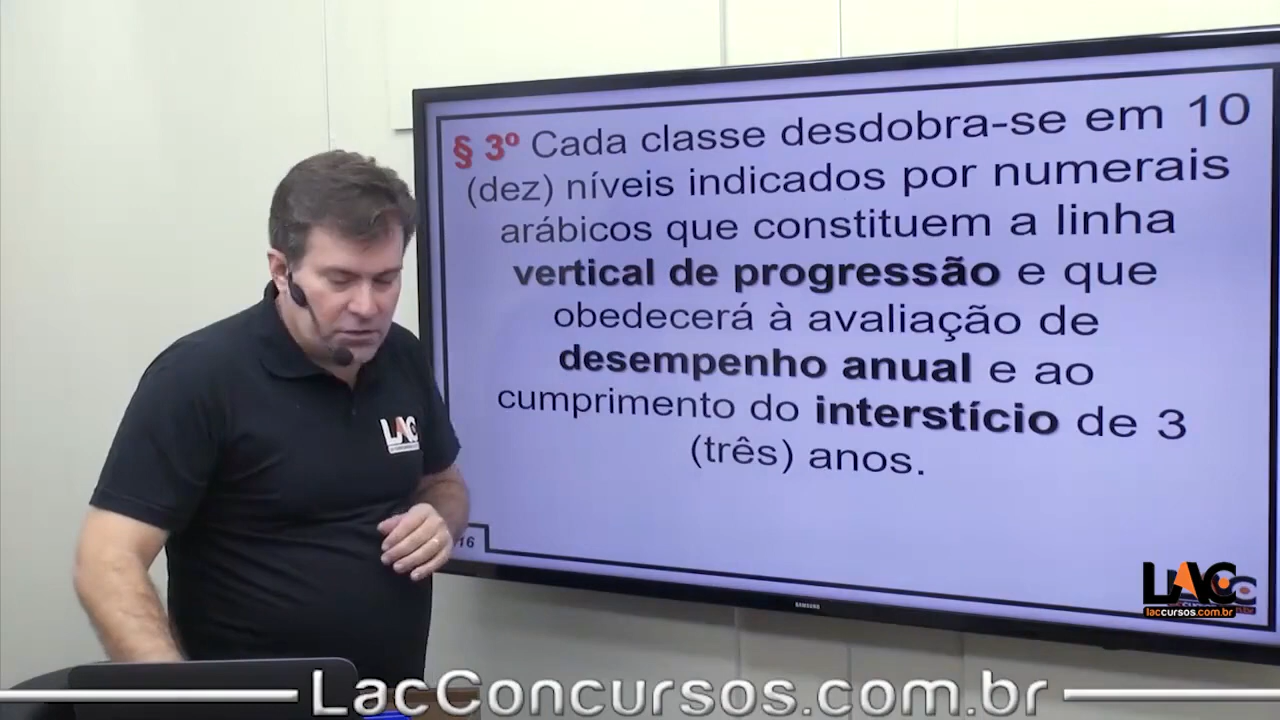 § 3º Cada classe desdobra-se em 10
(dez) níveis indicados por numerais
arábicos que constituem a linha
vertical de progressão e que
obedecerá à avaliação de
desempenho anual e ao
cumprimento do interstício de 3
(três) anos.
16
LAC
SAMSUNG
LAC
laccursos.com.br
LacConcursos.com.br